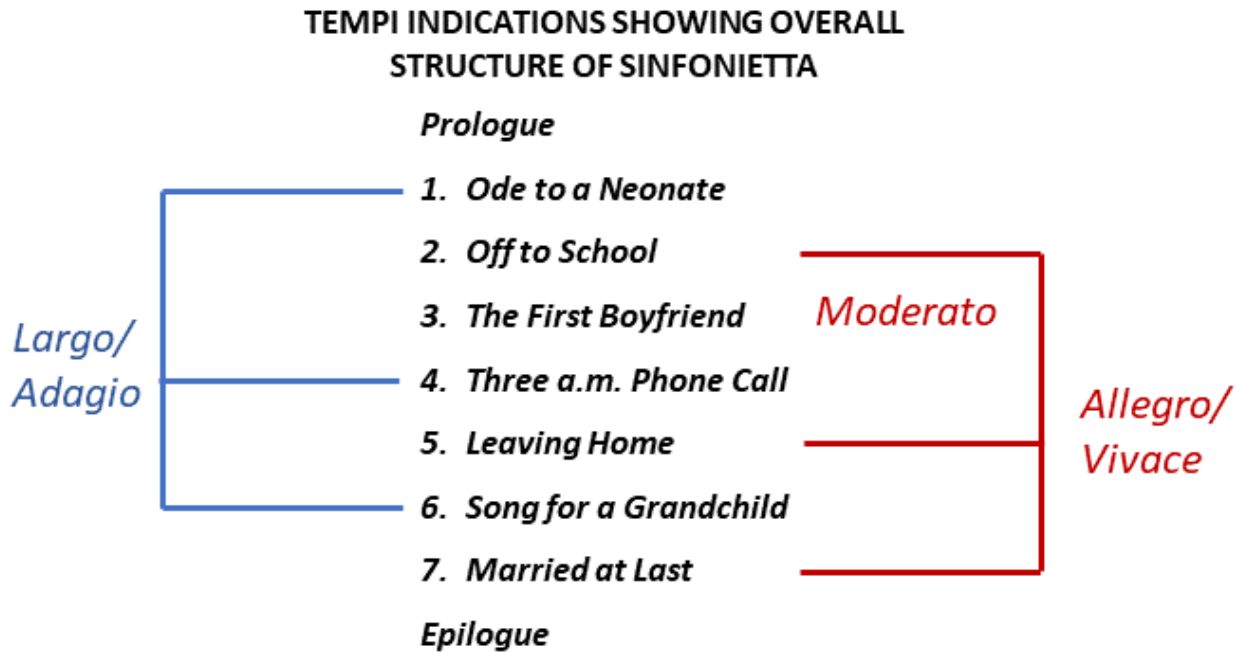 TEMPI INDICATIONS SHOWING OVERALL
STRUCTURE OF SINFONIETTA
Prologue
1. Ode to a Neonate
2. Off to School
3. The First Boyfriend
Moderato
Largo/
Adagio
4. Three a.m. Phone Call
5. Leaving Home
Allegro/
Vivace
6. Song for a Grandchild
7. Married at Last
Epilogue